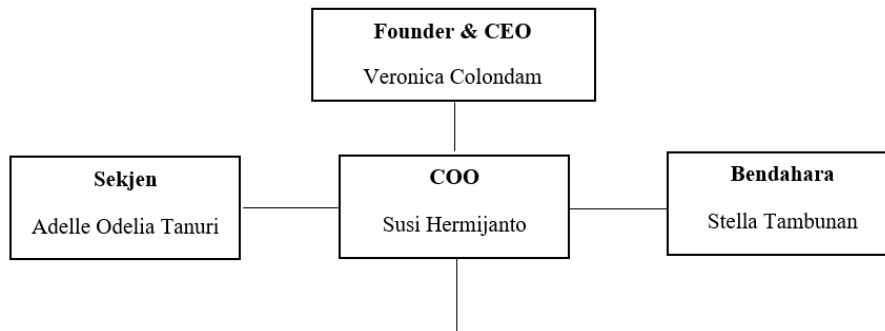 Founder & CEO
Veronica Colondam
Sekjen
Adelle Odelia Tanuri
COO
Susi Hermijanto
Bendahara
Stella Tambunan